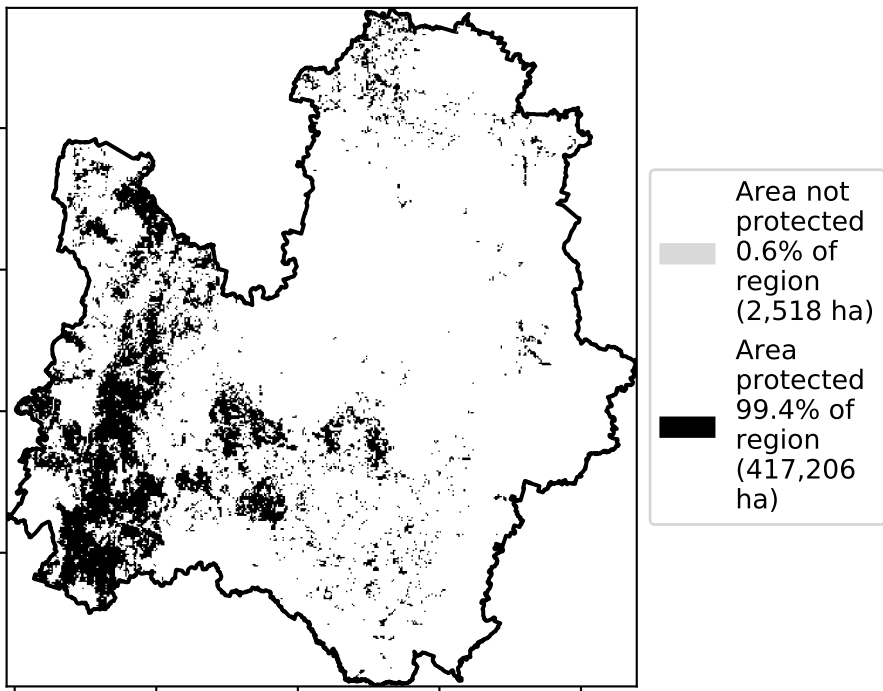 Area not
protected
0.6% of
region
(2,518 ha)
Area
protected
99.4% of
region
(417,206
ha)